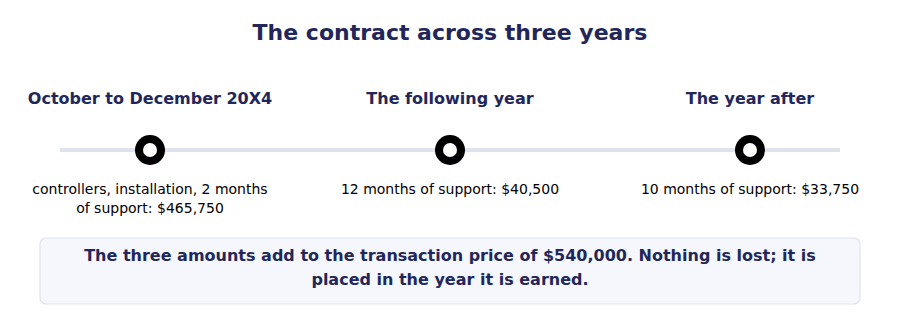 The contract across three years
October to December 20X4
The following year
The year after
controllers, installation, 2 months
of support: $465,750
12 months of support: $40,500
10 months of support: $33,750
The three amounts add to the transaction price of $540,000. Nothing is lost; it is
placed in the year it is earned.